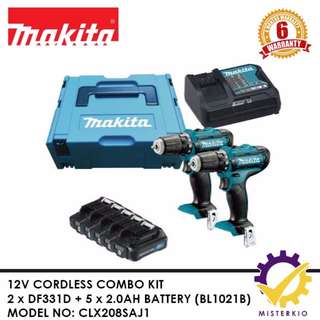 makita
6
WARRANTY
makita
makita
12V CORDLESS COMBO KIT
2 x DF331D + 5 x 2.0AH BATTERY (BL1021B)
MODEL NO: CLX208SAJ1
MISTERKIO